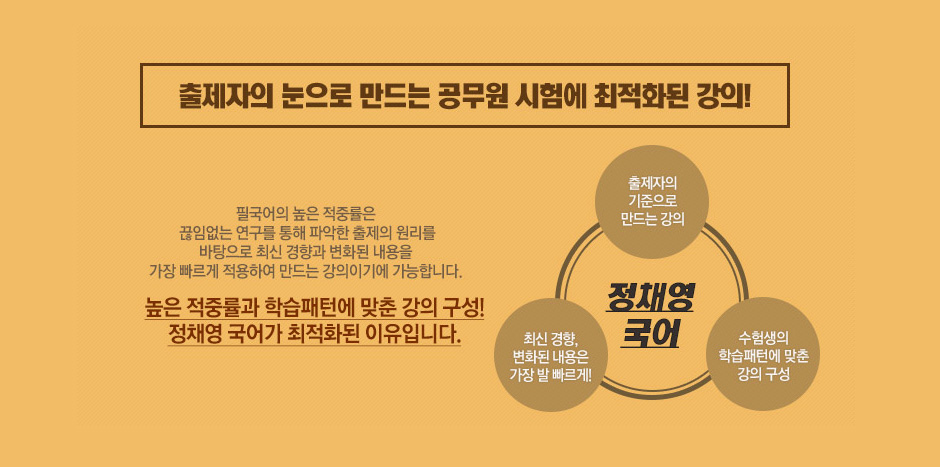 출제자의 눈으로 만드는 공무원 시험에 최적화된 강의!
필국어의 높은 적중률은
끊임없는 연구를 통해 파악한 출제의 원리를
바탕으로 최신 경향과 변화된 내용을
가장 빠르게 적용하여 만드는 강의이기에 가능합니다.
높은 적중률과 학습패턴에 맞춘 강의 구성!
정채영 국어가 최적화된 이유입니다.
출제자의
기준으로
만드는 강의
정채영
국어
최신 경향,
변화된 내용은
가장 발 빠르게!
수험생의
학습패턴에 맞춘
강의 구성